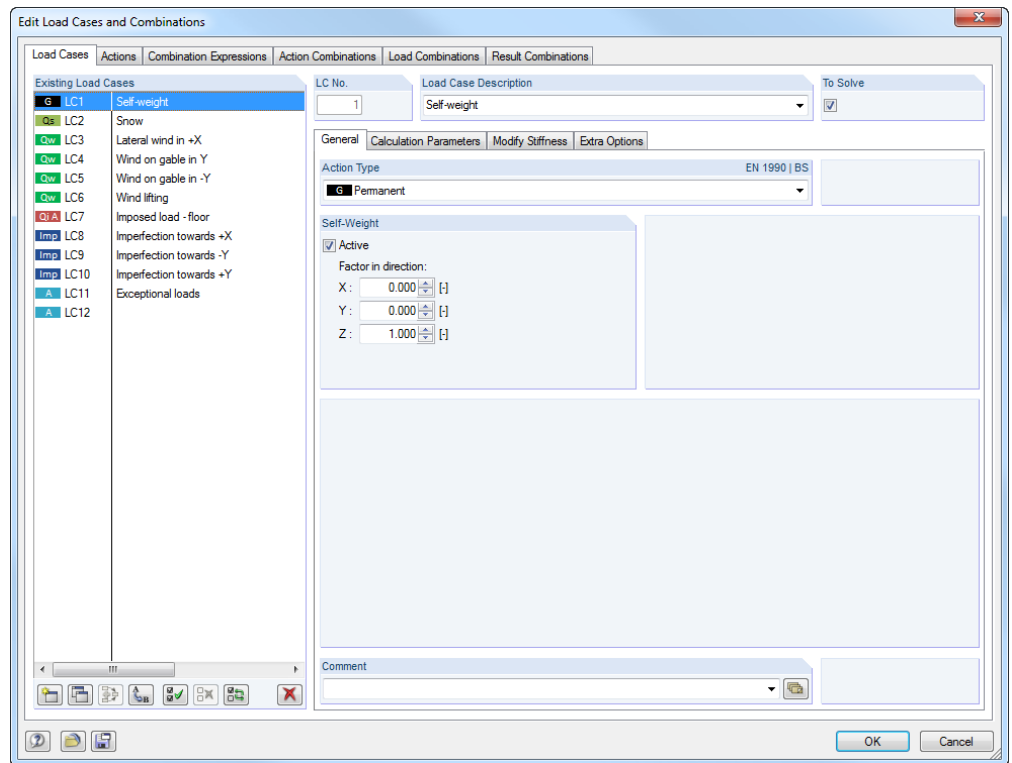 Edit Load Cases and Combinations
Load Cases Actions Combination Expressions Action Combinations Load Combinations Result Combinations
Existing Load Cases
G LC1 Self-weight
Qs LC2 Snow
Qw LC3 Lateral wind in +X
Qw LC4 Wind on gable in Y
Qw LC5 Wind on gable in -Y
Qw LC6 Wind lifting
Qi A LC7 Imposed load - floor
Imp LC8 Imperfection towards +X
Imp LC9 Imperfection towards -Y
Imp LC10 Imperfection towards +Y
A LC11 Exceptional loads
A LC12
LC No. Load Case Description To Solve
1 Self-weight
General Calculation Parameters Modify Stiffness Extra Options
Action Type EN 1990 | BS
G Permanent
Self-Weight
Active
Factor in direction:
X : 0.000 [-]
Y : 0.000 [-]
Z : 1.000 [-]
Comment
OK Cancel